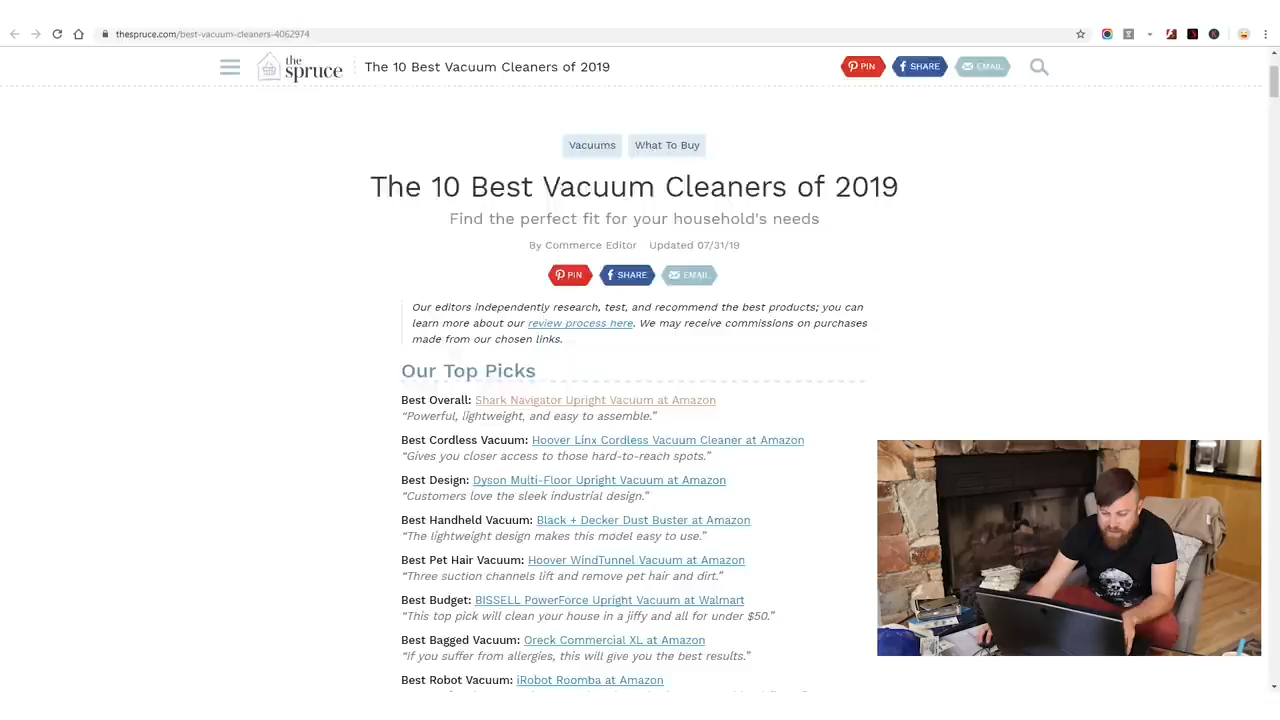 thespruce.com/best-vacuum-cleaners-4062974
the spruce
The 10 Best Vacuum Cleaners of 2019
PIN
SHARE
EMAIL
Vacuums
What To Buy
The 10 Best Vacuum Cleaners of 2019
Find the perfect fit for your household's needs
By Commerce Editor Updated 07/31/19
PIN
SHARE
EMAIL
Our editors independently research, test, and recommend the best products; you can
learn more about our review process here. We may receive commissions on purchases
made from our chosen links.
Our Top Picks
Best Overall: Shark Navigator Upright Vacuum at Amazon
“Powerful, lightweight, and easy to assemble.”
Best Cordless Vacuum: Hoover Linx Cordless Vacuum Cleaner at Amazon
“Gives you closer access to those hard-to-reach spots.”
Best Design: Dyson Multi-Floor Upright Vacuum at Amazon
“Customers love the sleek industrial design.”
Best Handheld Vacuum: Black + Decker Dust Buster at Amazon
“The lightweight design makes this model easy to use.”
Best Pet Hair Vacuum: Hoover WindTunnel Vacuum at Amazon
“Three suction channels lift and remove pet hair and dirt.”
Best Budget: BISSELL PowerForce Upright Vacuum at Walmart
“This top pick will clean your house in a jiffy and all for under $50.”
Best Bagged Vacuum: Oreck Commercial XL at Amazon
“If you suffer from allergies, this will give you the best results.”
Best Robot Vacuum: iRobot Roomba at Amazon